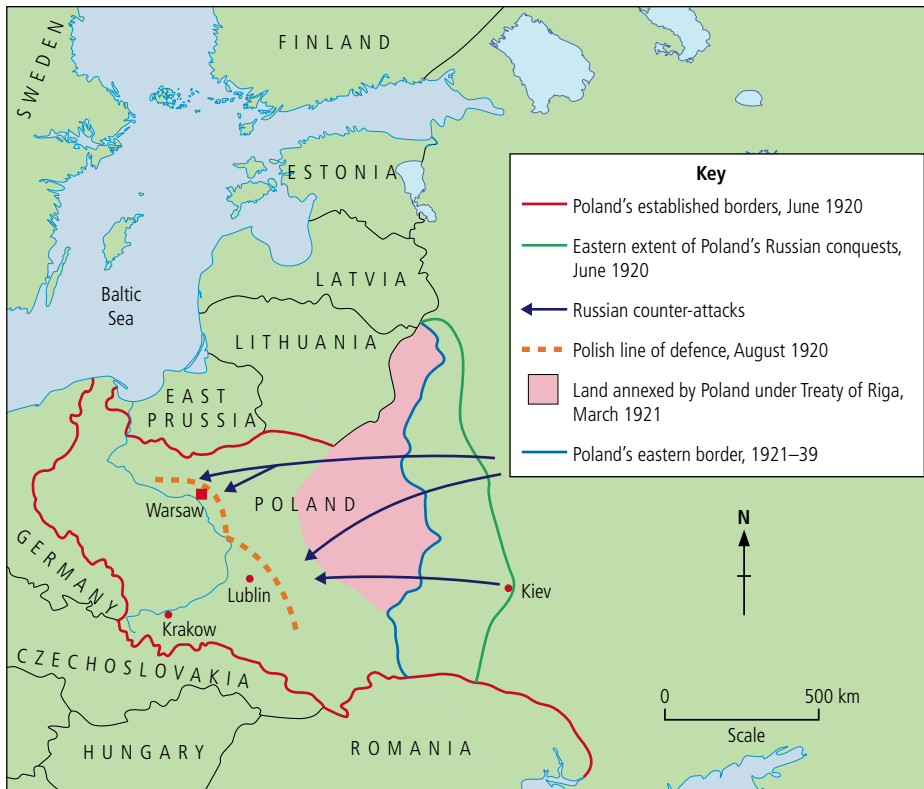 SWEDEN
FINLAND
ESTONIA
LATVIA
Baltic
Sea
LITHUANIA
EAST
PRUSSIA
POLAND
Warsaw
GERMANY
Lublin
Krakow
Kiev
CZECHOSLOVAKIA
HUNGARY
ROMANIA
Key
Poland's established borders, June 1920
Eastern extent of Poland's Russian conquests,
June 1920
Russian counter-attacks
Polish line of defence, August 1920
Land annexed by Poland under Treaty of Riga,
March 1921
Poland's eastern border, 1921–39
N
0 500 km
Scale